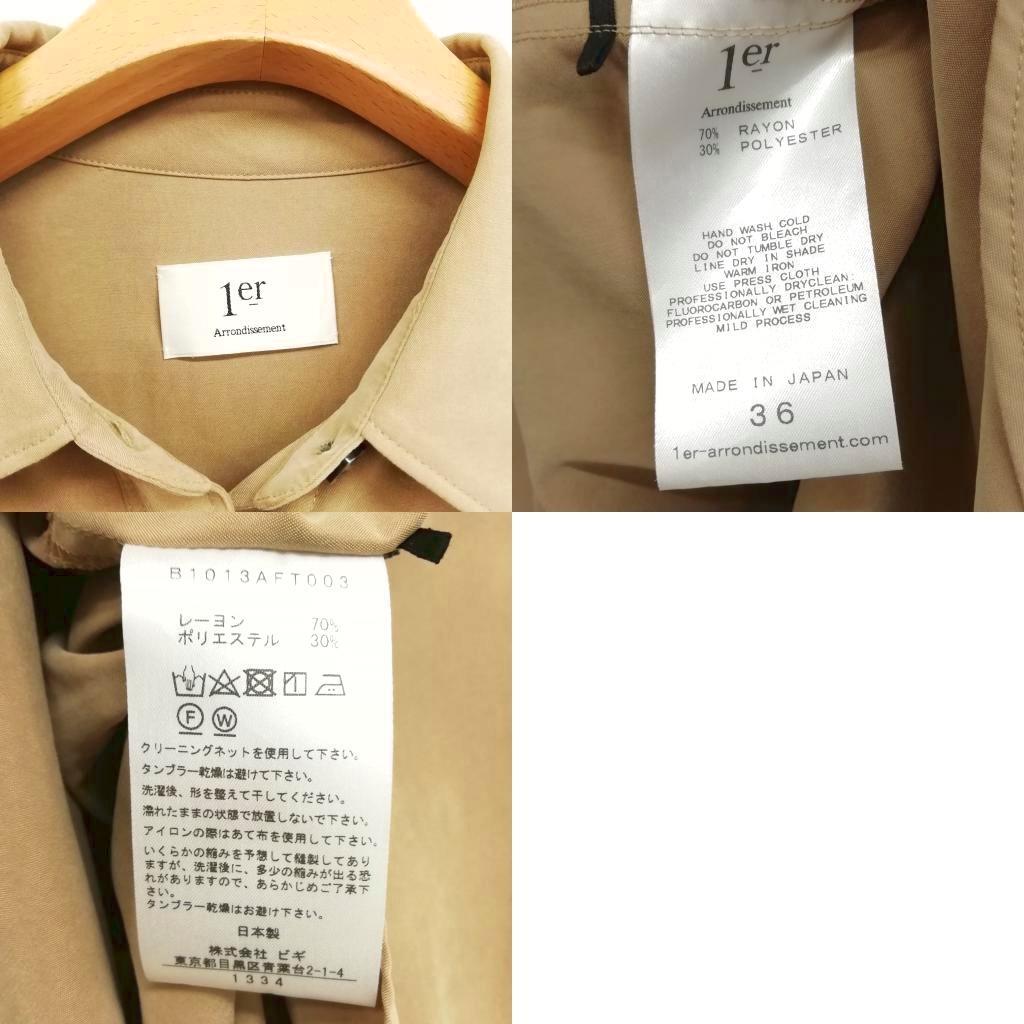 1er
Arrondissement
1er
Arrondissement
70% RAYON
30% POLYESTER
HAND WASH COLD
DO NOT BLEACH
DO NOT TUMBLE DRY
LINE DRY IN SHADE
WARM IRON
USE PRESS CLOTH
PROFESSIONALLY DRYCLEAN:
FLUOROCARBON OR PETROLEUM
PROFESSIONALLY WET CLEANING
MILD PROCESS
MADE IN JAPAN
36
1er-arrondissement.com
B1013AFT003
レーヨン 70%
ポリエステル 30%
F W
クリーニングネットを使用して下さい。
タンブラー乾燥は避けて下さい。
洗濯後、形を整えて干してください。
濡れたままの状態で放置しないで下さい。
アイロンの際はあて布を使用して下さい。
いくらかの縮みを予想して縫製してあり
ますが、洗濯後に、多少の縮みが出る恐
れがありますので、あらかじめご了承下
さい。
タンブラー乾燥はお避け下さい。
日本製
株式会社 ビギ
東京都目黒区青葉台2-1-4
1334